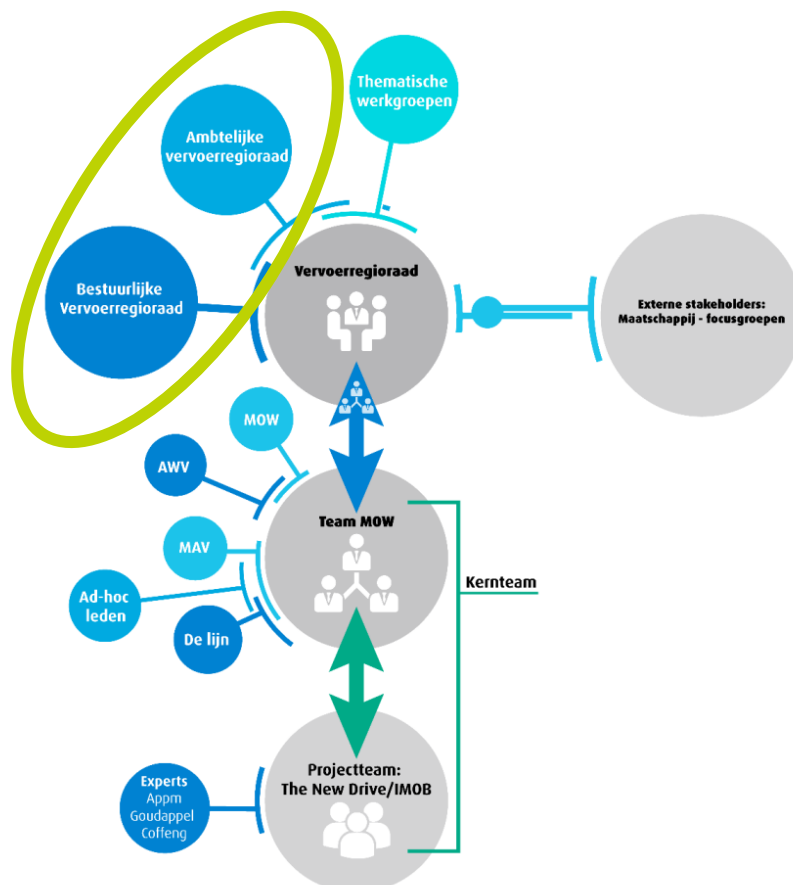 Thematische
werkgroepen
Ambtelijke
vervoerregioraad
Bestuurlijke
Vervoerregioraad
Vervoerregioraad
Externe stakeholders:
Maatschappij - focusgroepen
MOW
AWV
Team MOW
MAV
Kernteam
Ad-hoc
leden
De lijn
Projectteam:
The New Drive/IMOB
Experts
Appm
Goudappel
Coffeng